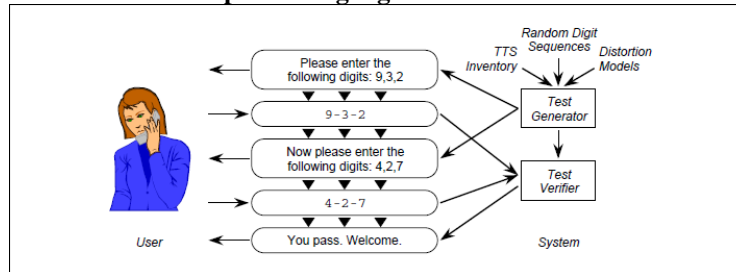 Please enter the
following digits: 9,3,2
9-3-2
Now please enter the
following digits: 4,2,7
4-2-7
You pass. Welcome.
User
Random Digit
Sequences
TTS
Inventory
Distortion
Models
Test
Generator
Test
Verifier
System